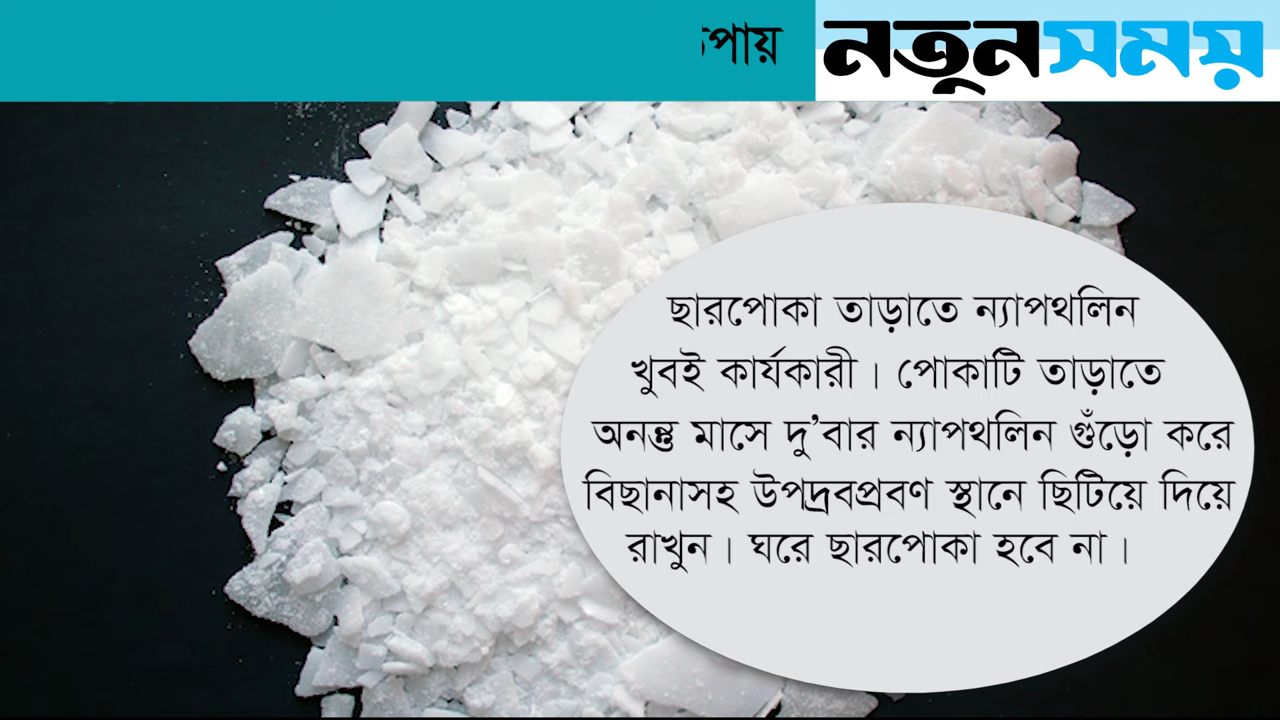 নতুনসময়
ছারপোকা তাড়াতে ন্যাপথলিন
খুবই কার্যকারী। পোকাটি তাড়াতে
অনন্তু মাসে দু’বার ন্যাপথলিন গুঁড়ো করে
বিছানাসহ উপদ্রবপ্রবণ স্থানে ছিটিয়ে দিয়ে
রাখুন। ঘরে ছারপোকা হবে না।